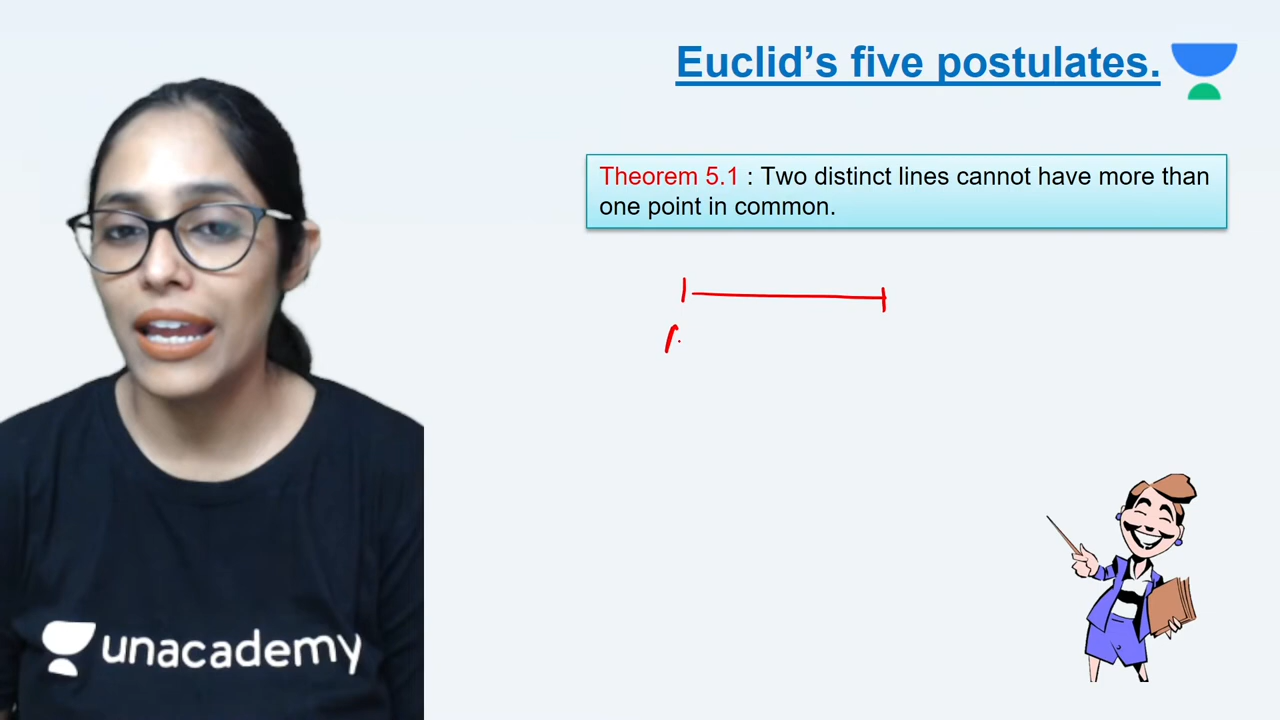 Euclid’s five postulates.
Theorem 5.1 : Two distinct lines cannot have more than
one point in common.
unacademy